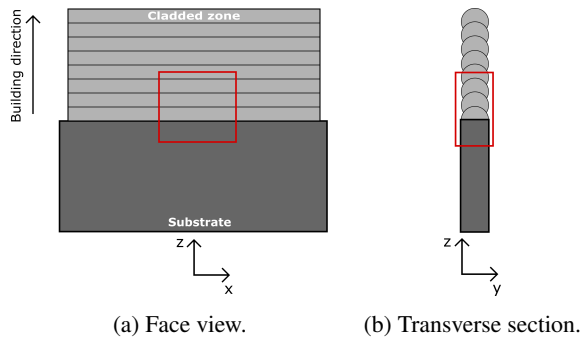 Cladded zone
Building direction
Substrate
z
x
z
y
(a) Face view.
(b) Transverse section.